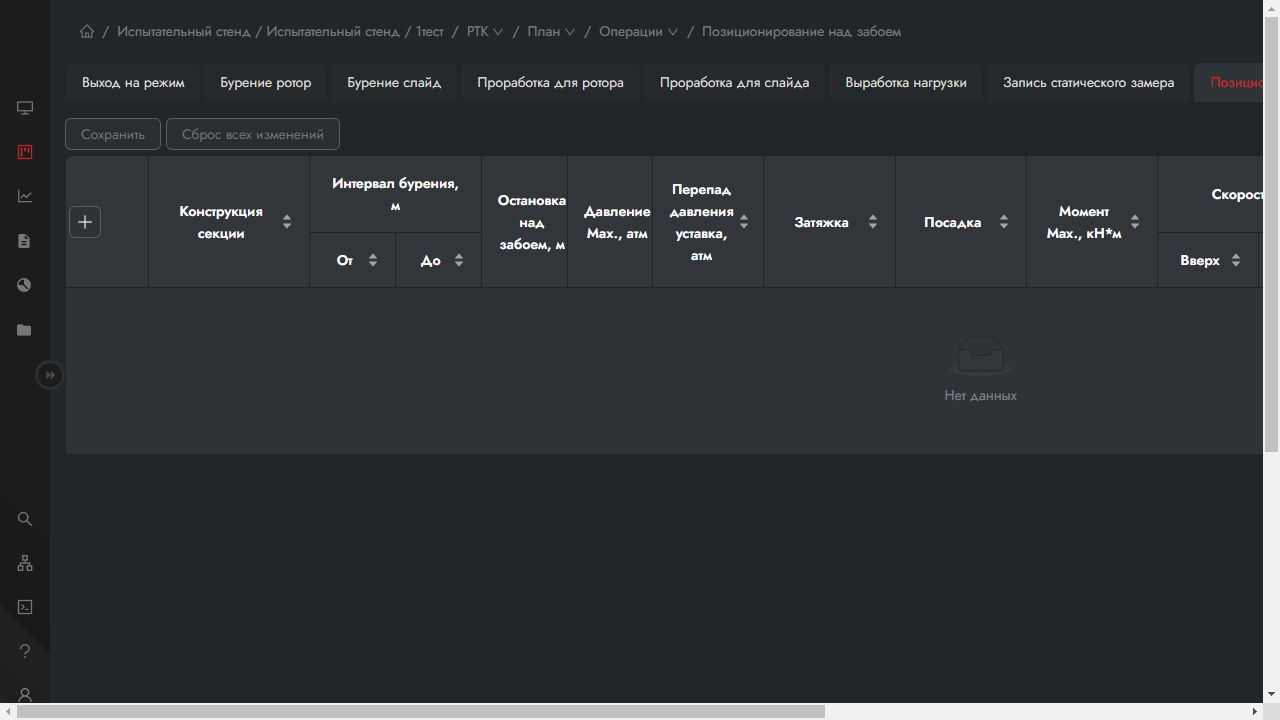 / Испытательный стенд / Испытательный стенд / 1тест / РТК / План / Операции / Позиционирование над забоем
Выход на режим Бурение ротор Бурение слайд Проработка для ротора Проработка для слайда Выработка нагрузки Запись статического замера Позицио
Сохранить Сброс всех изменений
Конструкция
секции
Интервал бурения,
м
От До
Остановка
над
забоем, м
Давление
Max., атм
Перепад
давления
уставка,
атм
Затяжка
Посадка
Момент
Max., кН*м
Скорост
Вверх
Нет данных